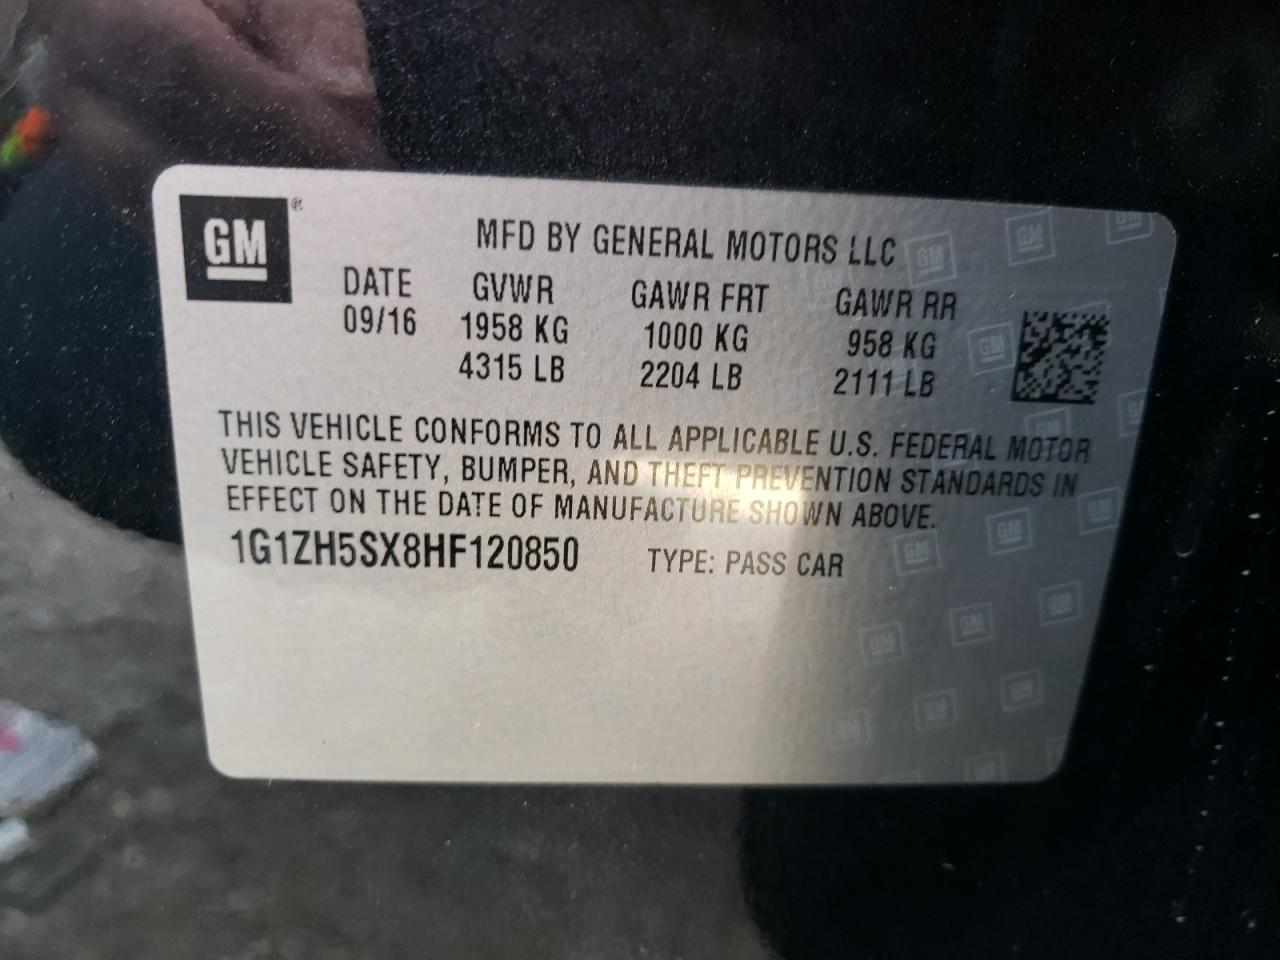 GM®
MFD BY GENERAL MOTORS LLC
DATE GVWR GAWR FRT GAWR RR
09/16 1958 KG 1000 KG 958 KG
4315 LB 2204 LB 2111 LB
THIS VEHICLE CONFORMS TO ALL APPLICABLE U.S. FEDERAL MOTOR
VEHICLE SAFETY, BUMPER, AND THEFT PREVENTION STANDARDS IN
EFFECT ON THE DATE OF MANUFACTURE SHOWN ABOVE.
1G1ZH5SX8HF120850 TYPE: PASS CAR